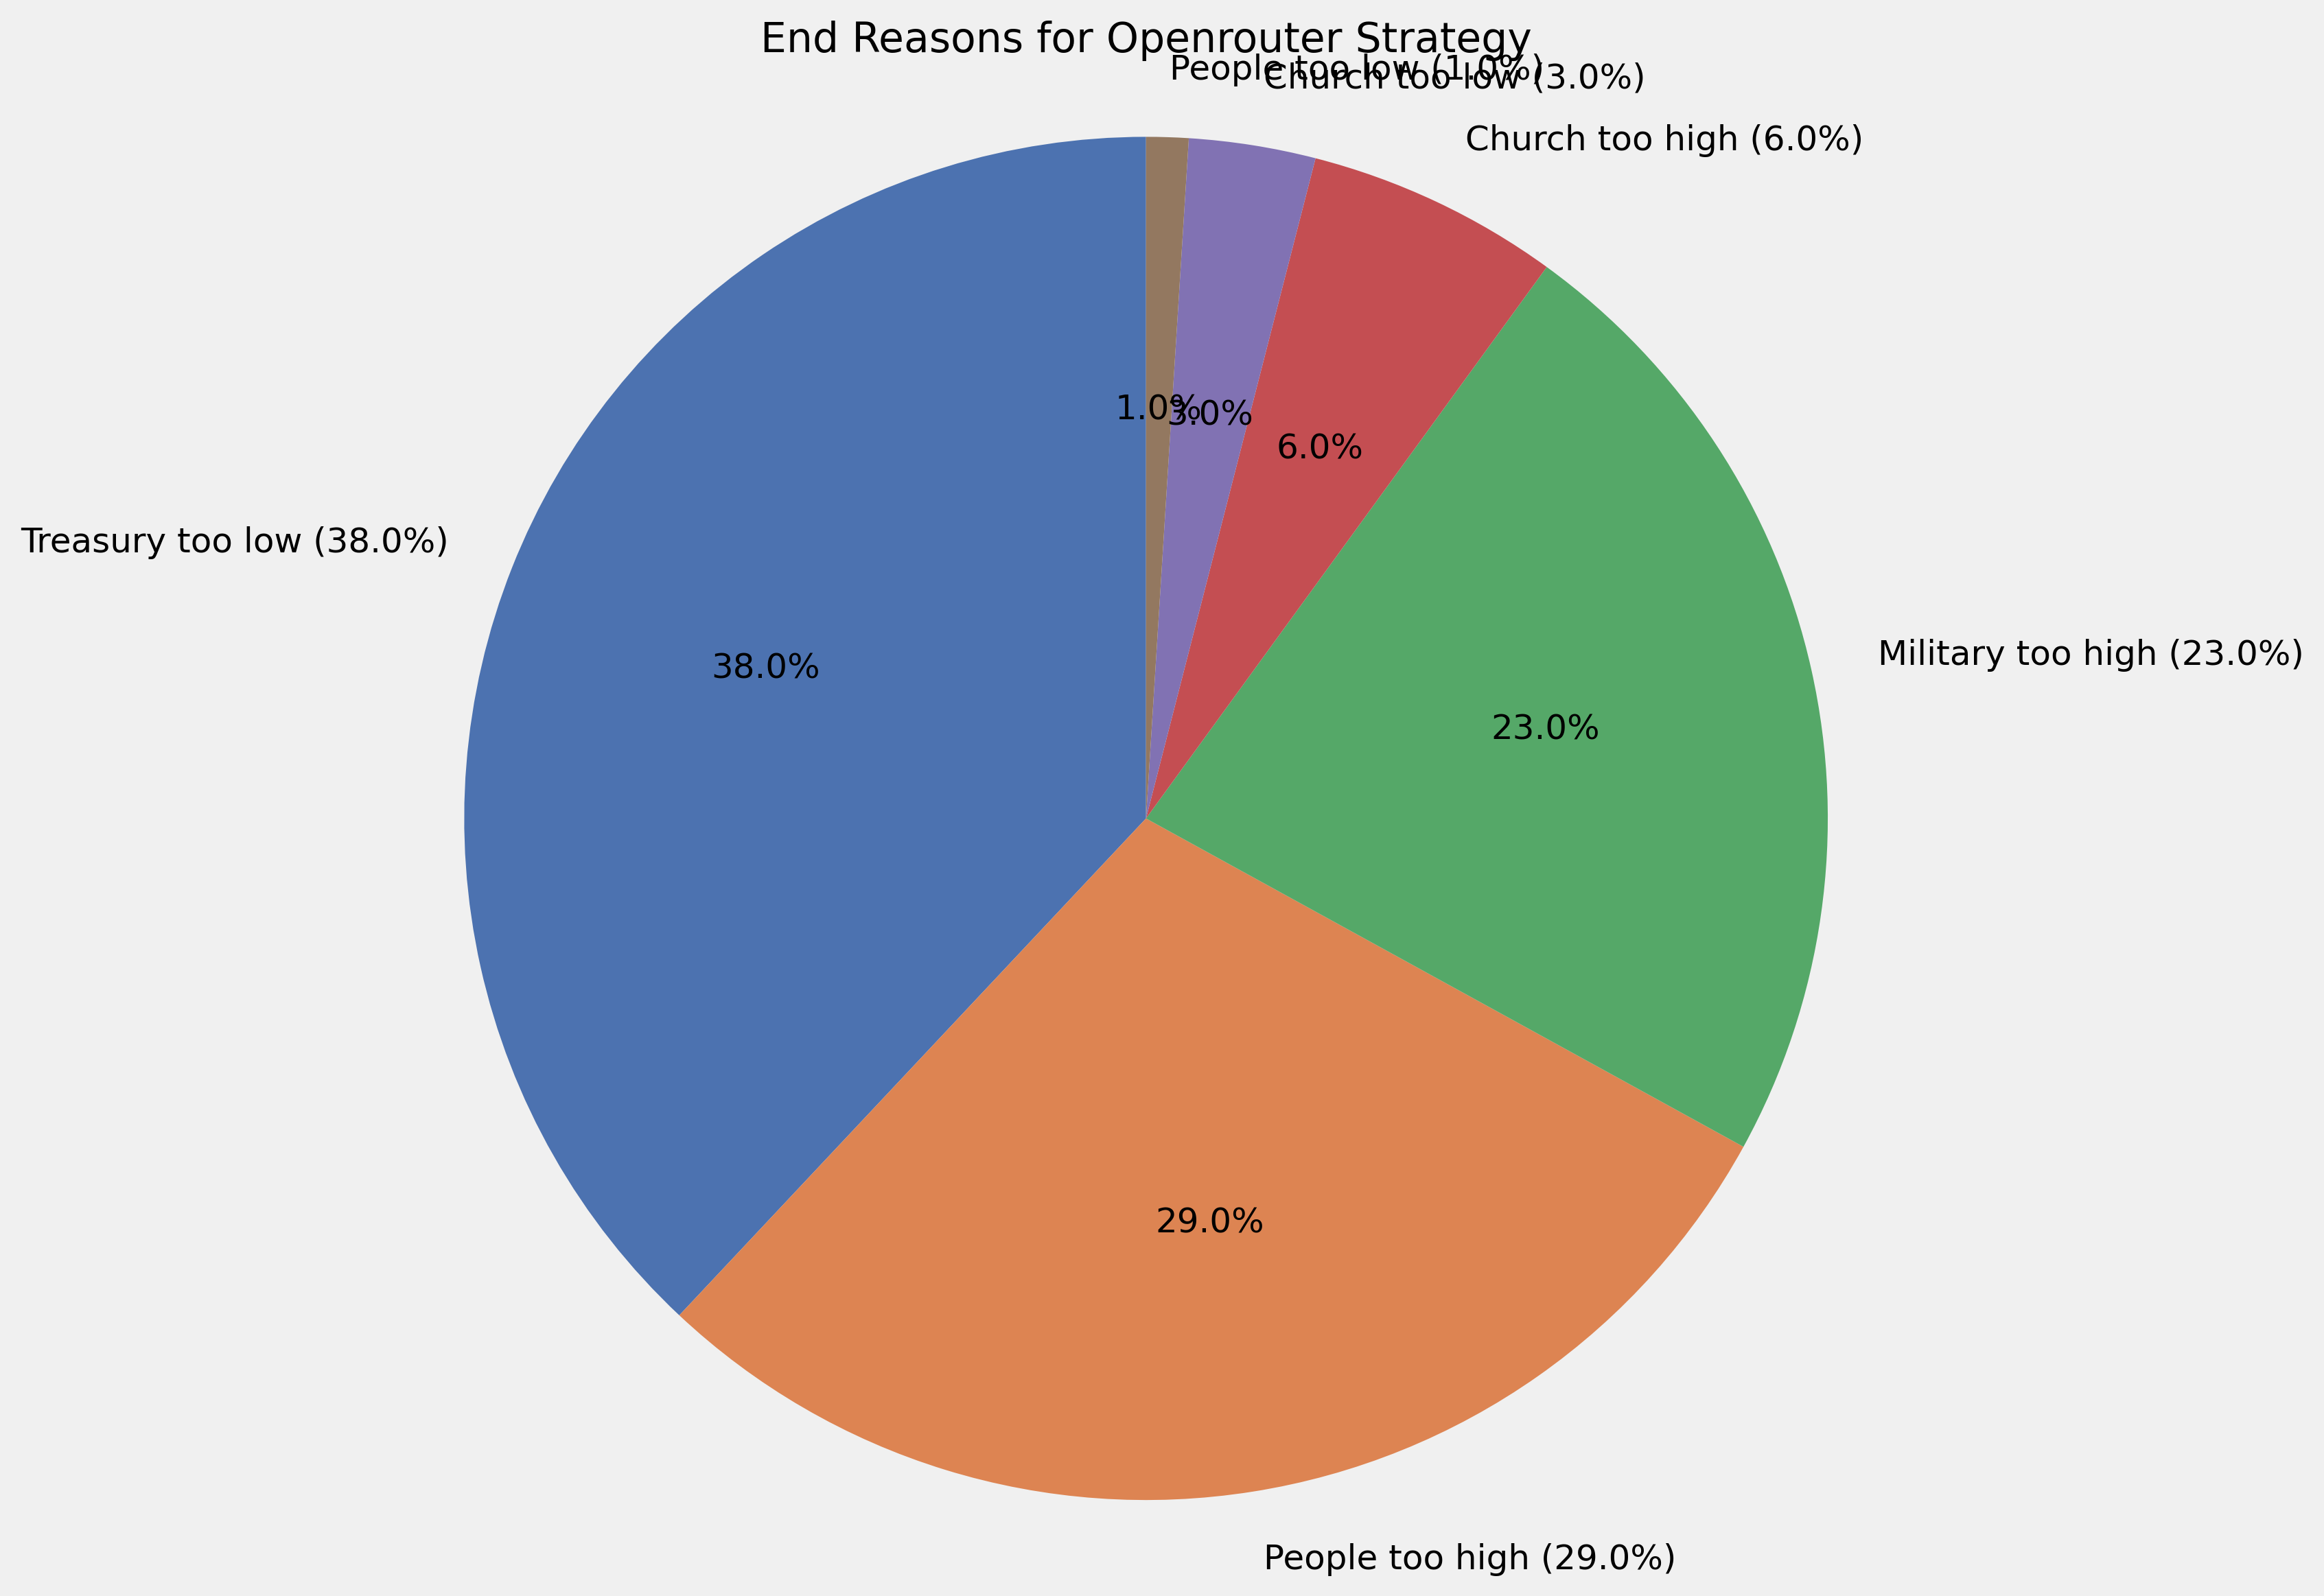 End Reasons for Openrouter Strategy
People too low (1.0%)
Church too low (3.0%)
Church too high (6.0%)
1.0%
3.0%
6.0%
Treasury too low (38.0%)
Military too high (23.0%)
38.0%
23.0%
29.0%
People too high (29.0%)